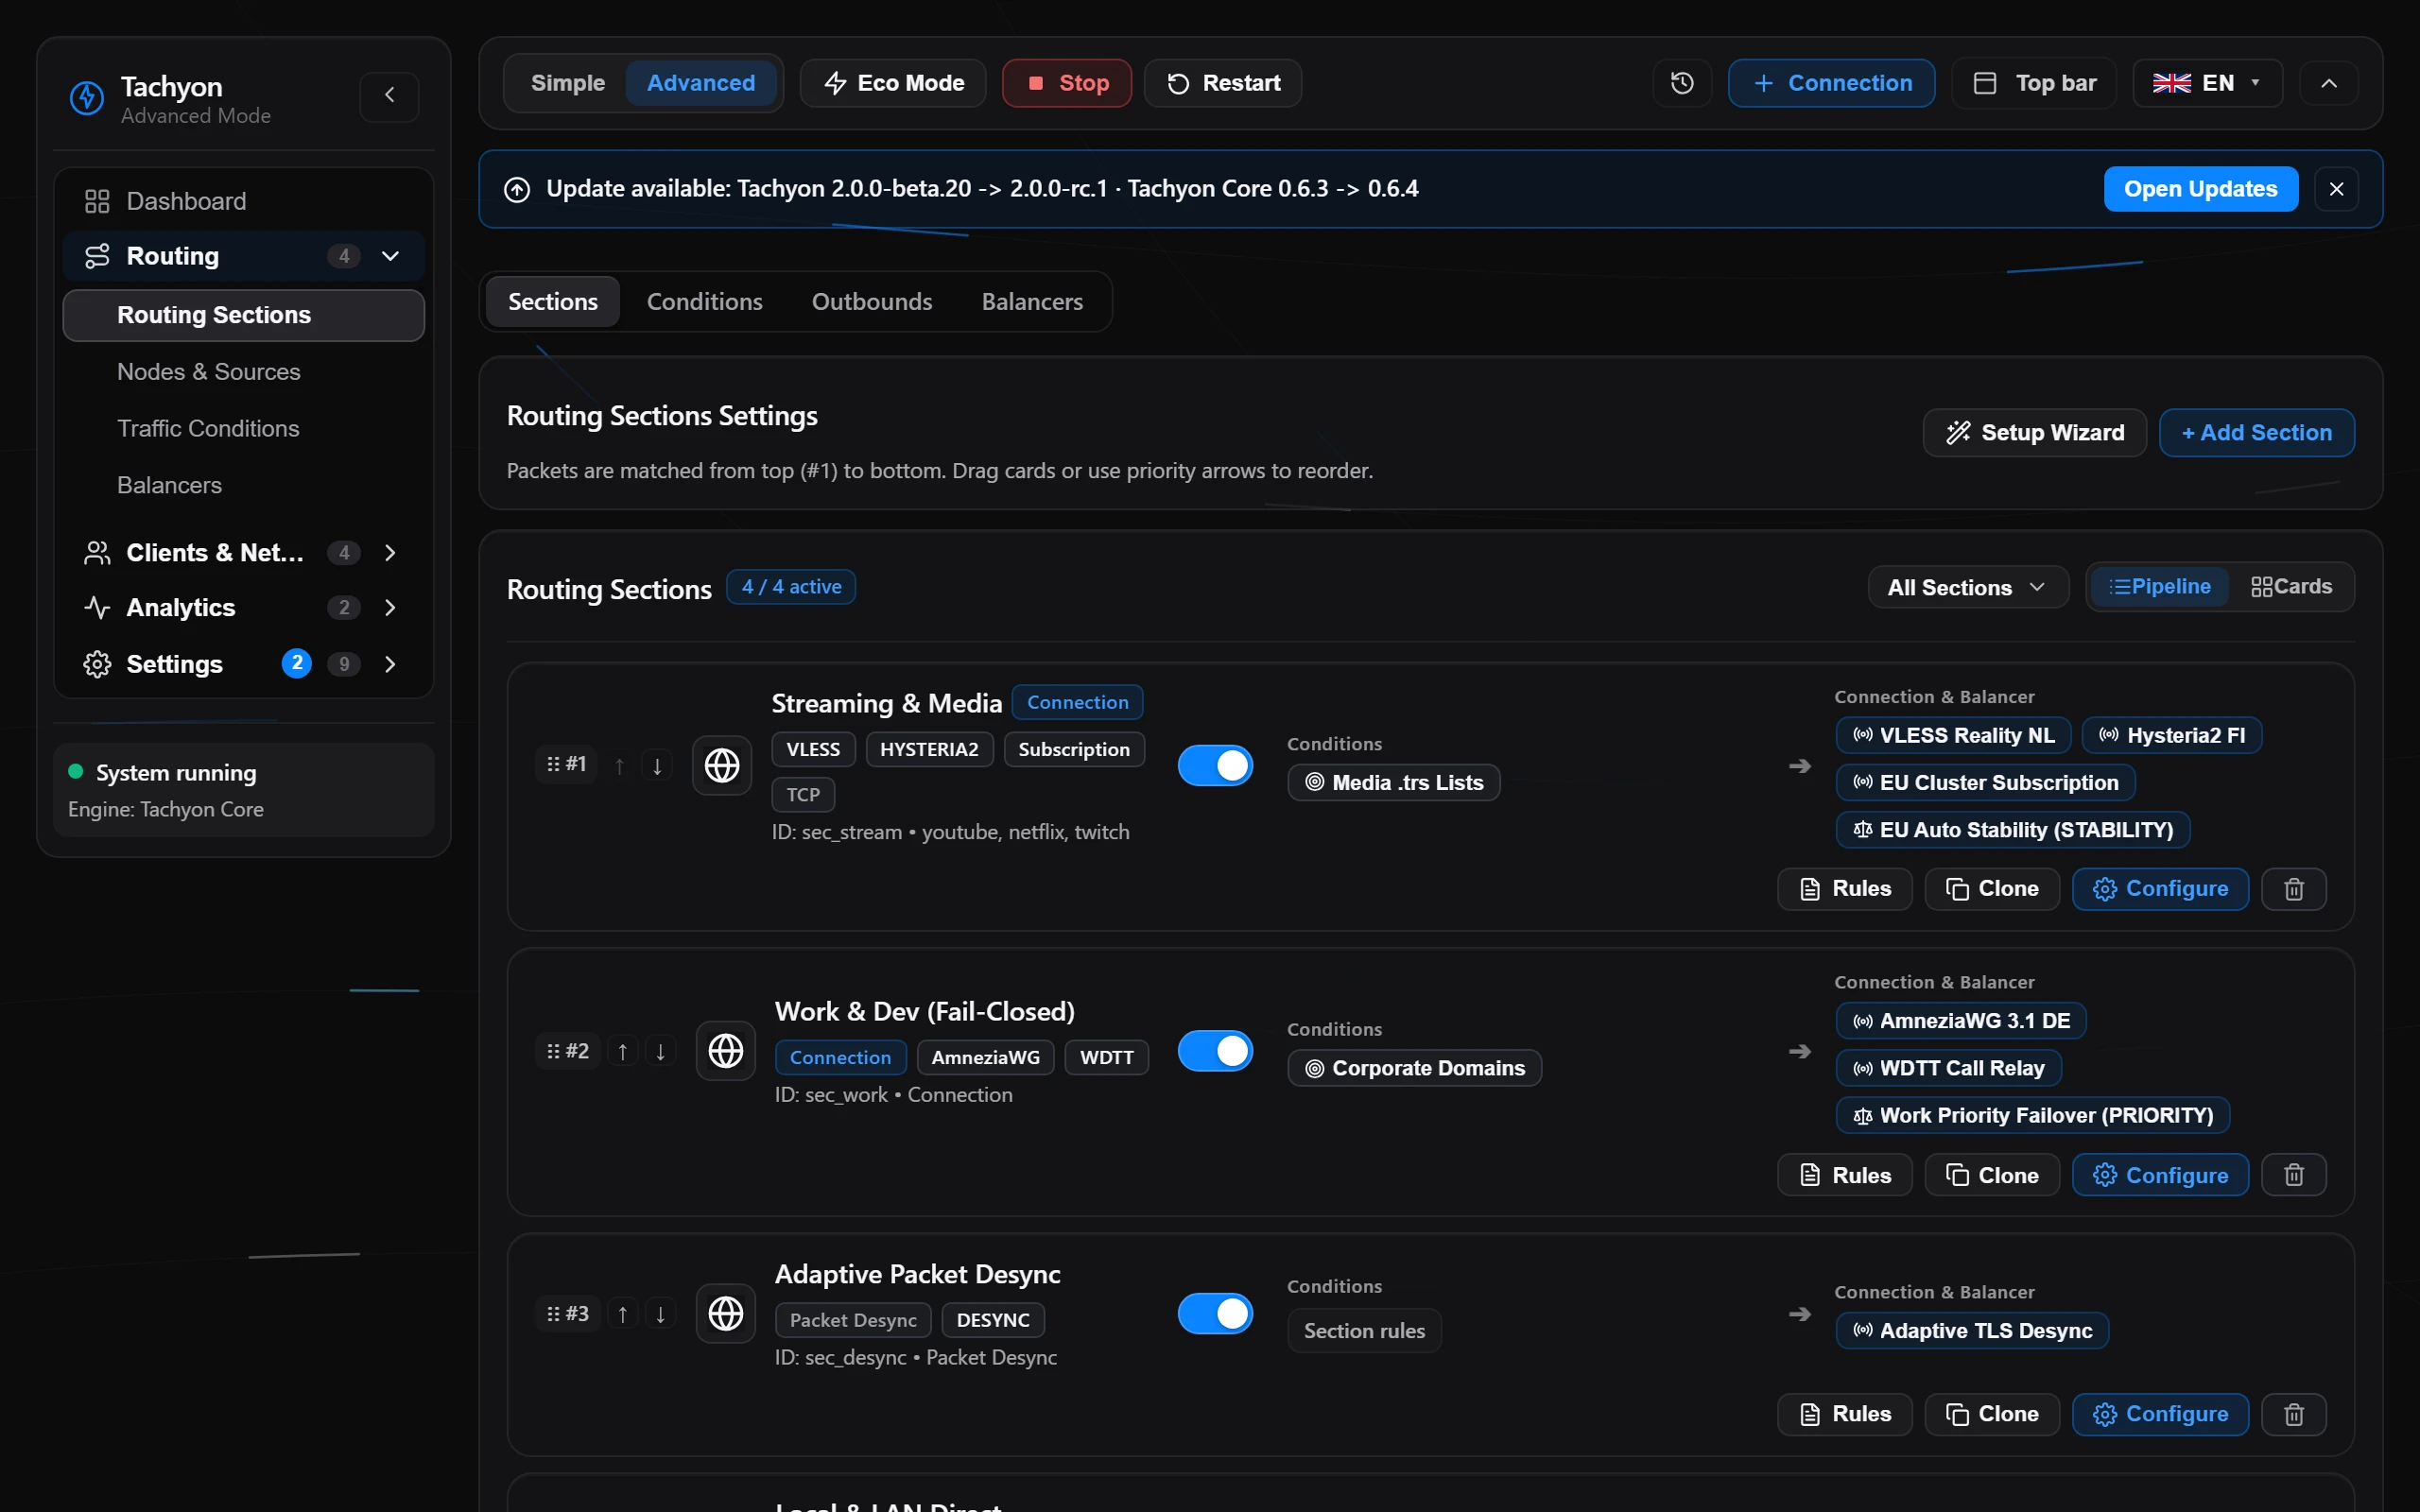 Tachyon
Advanced Mode
Dashboard
Routing 4
Routing Sections
Nodes & Sources
Traffic Conditions
Balancers
Clients & Net... 4
Analytics 2
Settings 2 9
System running
Engine: Tachyon Core
Simple Advanced Eco Mode Stop Restart + Connection Top bar EN
Update available: Tachyon 2.0.0-beta.20 -> 2.0.0-rc.1 · Tachyon Core 0.6.3 -> 0.6.4 Open Updates
Sections Conditions Outbounds Balancers
Routing Sections Settings
Packets are matched from top (#1) to bottom. Drag cards or use priority arrows to reorder.
Setup Wizard + Add Section
Routing Sections 4 / 4 active All Sections Pipeline Cards
#1 ↑ ↓
Streaming & Media Connection
VLESS HYSTERIA2 Subscription
TCP
ID: sec_stream • youtube, netflix, twitch
Conditions
Media .trs Lists
➔
Connection & Balancer
VLESS Reality NL Hysteria2 FI
EU Cluster Subscription
EU Auto Stability (STABILITY)
Rules Clone Configure
#2 ↑ ↓
Work & Dev (Fail-Closed)
Connection AmneziaWG WDTT
ID: sec_work • Connection
Conditions
Corporate Domains
➔
Connection & Balancer
AmneziaWG 3.1 DE
WDTT Call Relay
Work Priority Failover (PRIORITY)
Rules Clone Configure
#3 ↑ ↓
Adaptive Packet Desync
Packet Desync DESYNC
ID: sec_desync • Packet Desync
Conditions
Section rules
➔
Connection & Balancer
Adaptive TLS Desync
Rules Clone Configure
Local & LAN Direct